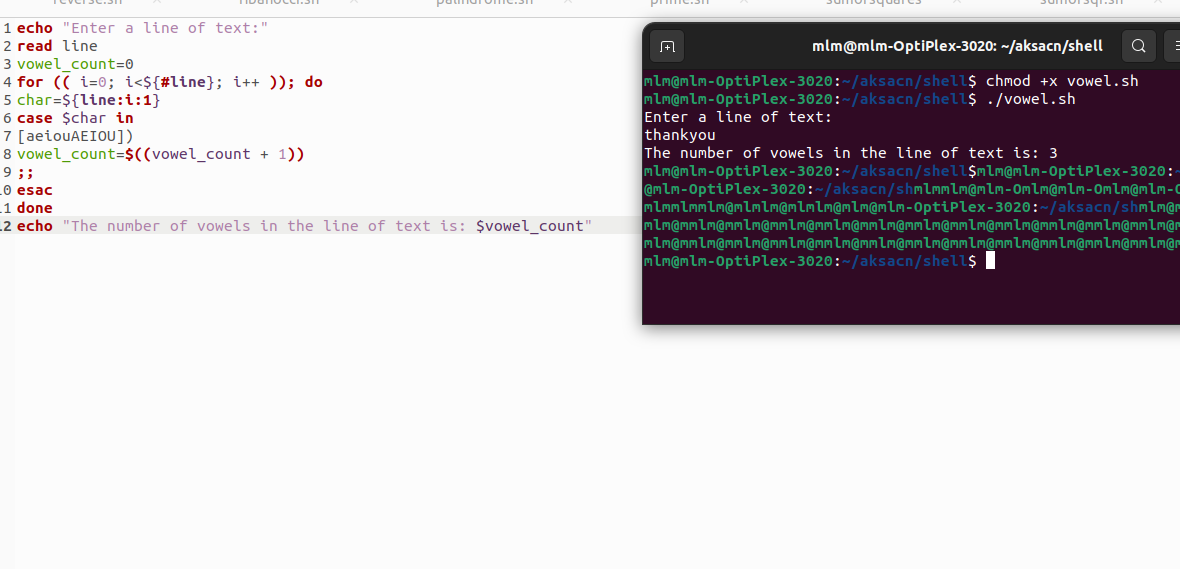 reverse.sh fibanocci.sh palindrome.sh prime.sh sumofsquares sumofsqr.sh
1 echo "Enter a line of text:"
2 read line
3 vowel_count=0
4 for (( i=0; i<${#line}; i++ )); do
5 char=${line:i:1}
6 case $char in
7 [aeiouAEIOU])
8 vowel_count=$((vowel_count + 1))
9 ;;
10 esac
11 done
12 echo "The number of vowels in the line of text is: $vowel_count"
mlm@mlm-OptiPlex-3020: ~/aksacn/shell
mlm@mlm-OptiPlex-3020:~/aksacn/shell$ chmod +x vowel.sh
mlm@mlm-OptiPlex-3020:~/aksacn/shell$ ./vowel.sh
Enter a line of text:
thankyou
The number of vowels in the line of text is: 3
mlm@mlm-OptiPlex-3020:~/aksacn/shell$mlm@mlm-OptiPlex-3020:~
@mlm-OptiPlex-3020:~/aksacn/shmlmmlm@mlm-Omlm@mlm-Omlm@mlm-O
mlmmlmmlm@mlmlm@mlmlm@mlm@mlm-OptiPlex-3020:~/aksacn/shmlm@m
mlm@mmlm@mmlm@mmlm@mmlm@mmlm@mmlm@mmlm@mmlm@mmlm@mmlm@mmlm@m
mlm@mmlm@mmlm@mmlm@mmlm@mmlm@mmlm@mmlm@mmlm@mmlm@mmlm@mmlm@m
mlm@mlm-OptiPlex-3020:~/aksacn/shell$